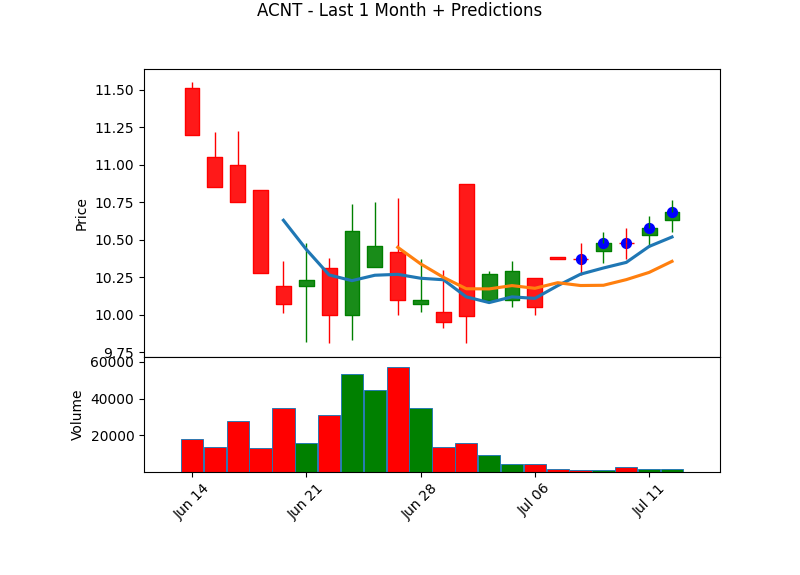 ACNT - Last 1 Month + Predictions
Price
11.50
11.25
11.00
10.75
10.50
10.25
10.00
9.75
Volume
60000
40000
20000
Jun 14
Jun 21
Jun 28
Jul 06
Jul 11